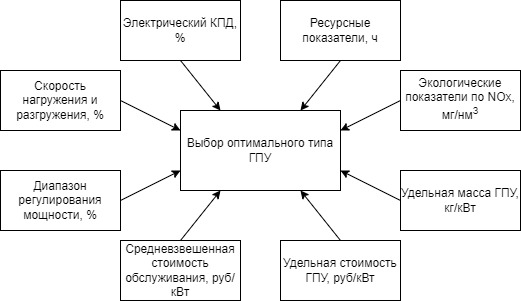 Электрический КПД,
%
Ресурсные
показатели, ч
Скорость
нагружения и
разгружения, %
Экологические
показатели по NOx,
мг/нм³
Выбор оптимального типа
ГПУ
Диапазон
регулирования
мощности, %
Удельная масса ГПУ,
кг/кВт
Средневзвешенная
стоимость
обслуживания, руб/
кВт
Удельная стоимость
ГПУ, руб/кВт